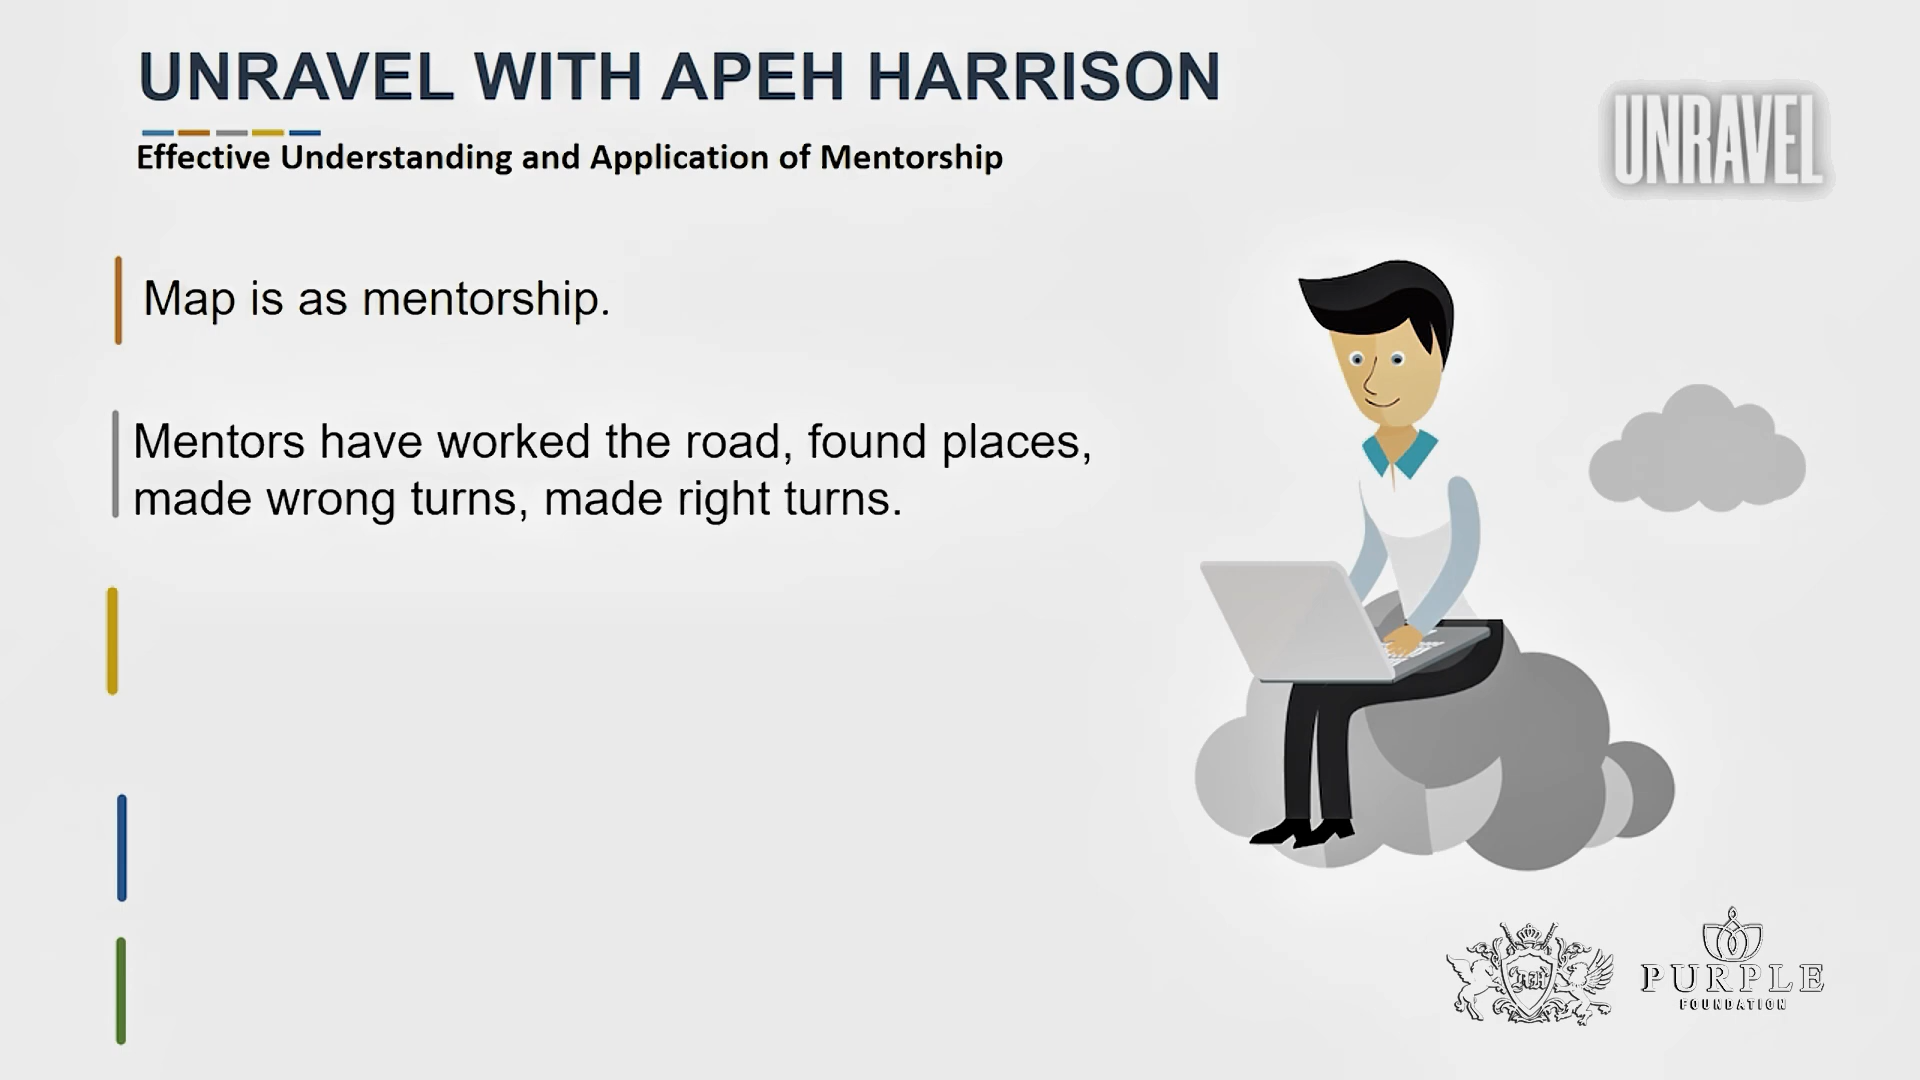 UNRAVEL WITH APEH HARRISON
Effective Understanding and Application of Mentorship
UNRAVEL
Map is as mentorship.
Mentors have worked the road, found places,
made wrong turns, made right turns.
PURPLE
FOUNDATION